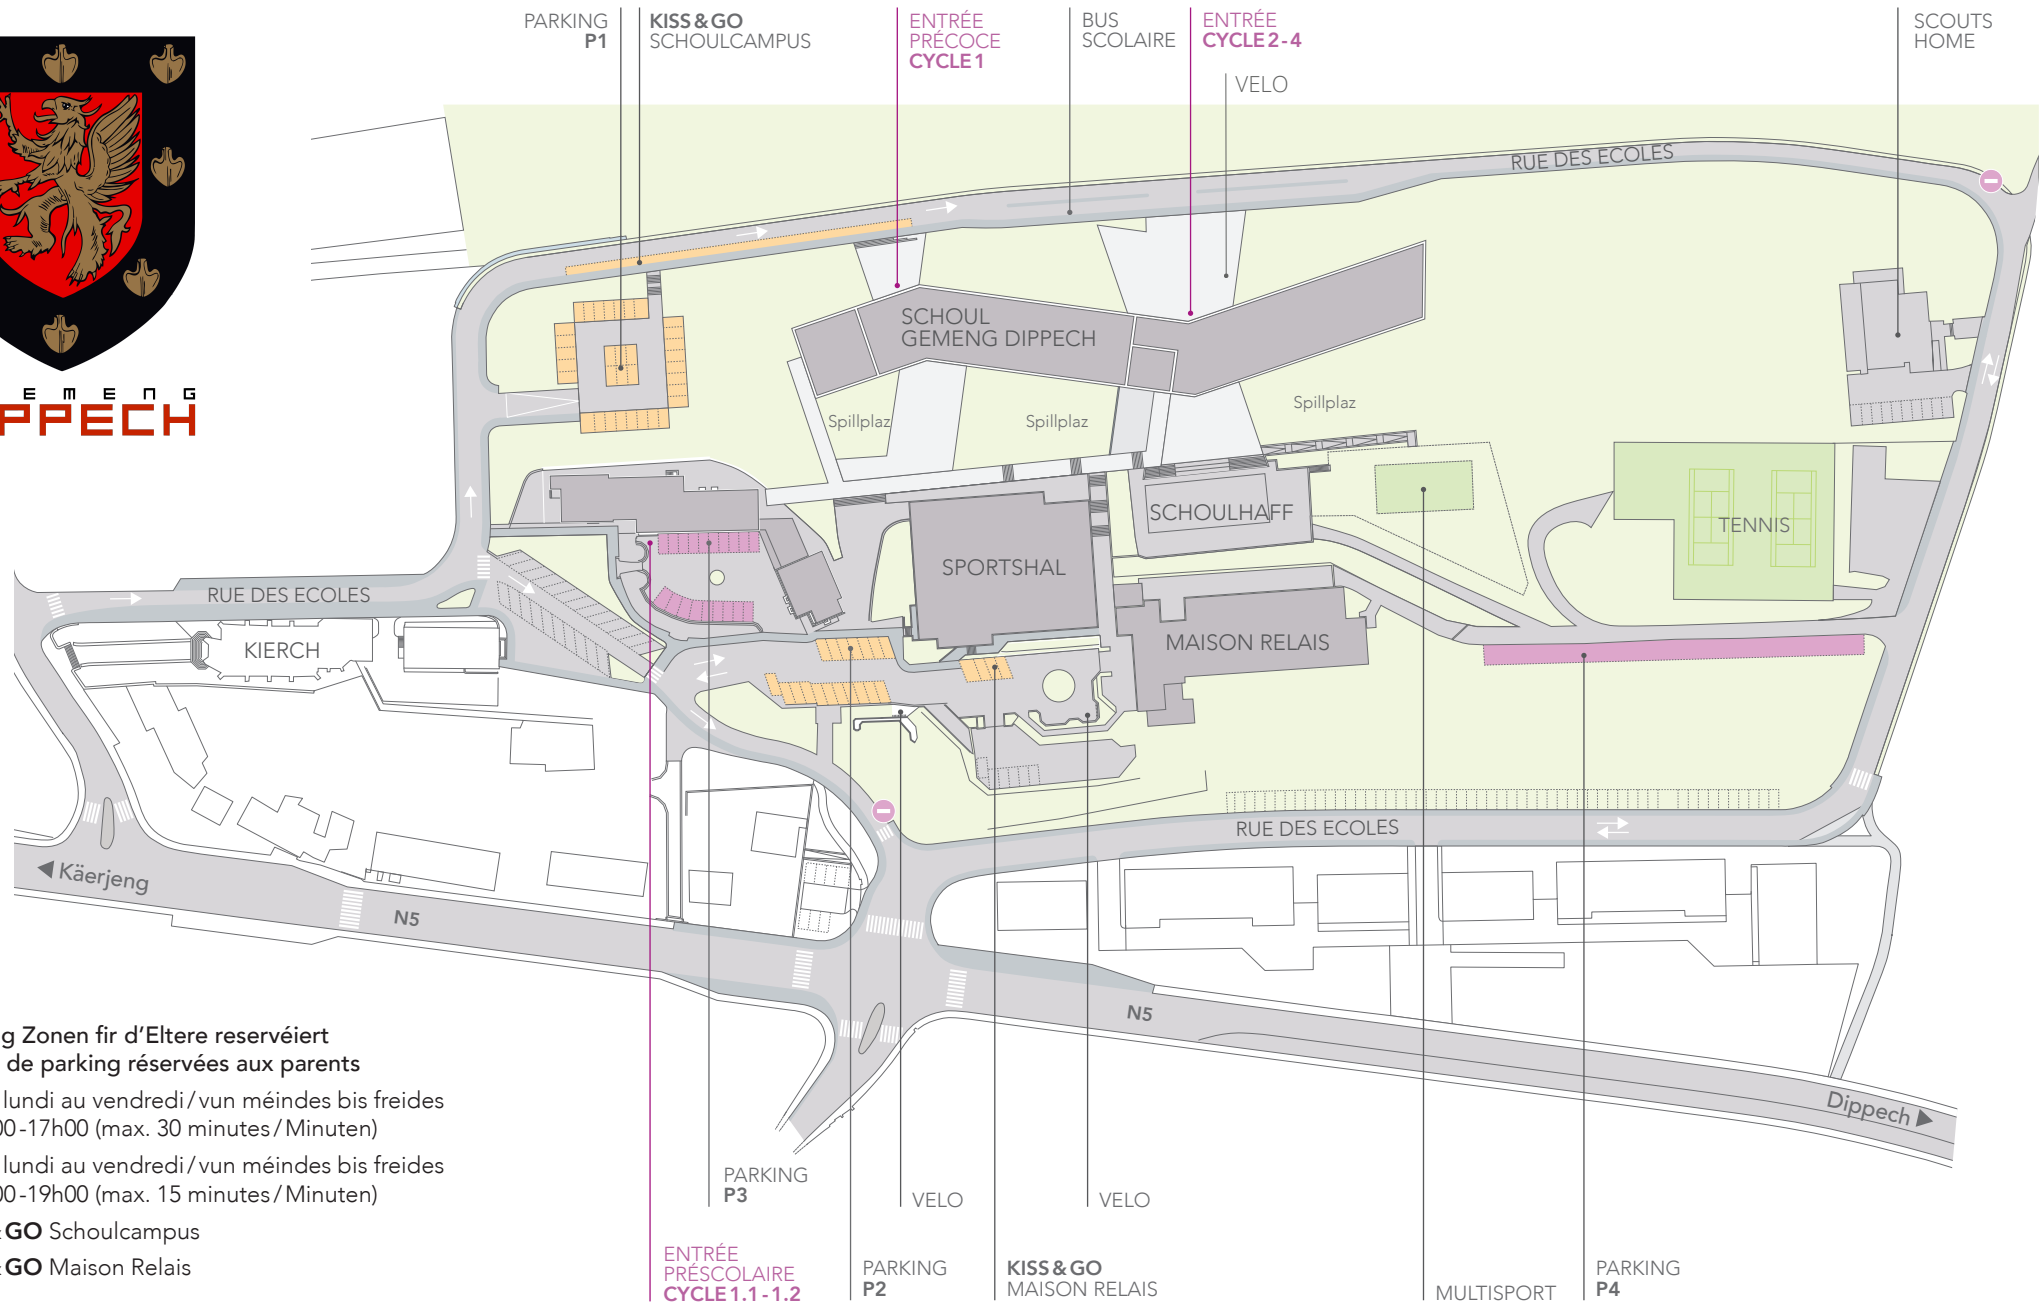 PARKING
P1
KISS & GO
SCHOULCAMPUS
ENTRÉE
PRÉCOCE
CYCLE 1
BUS
SCOLAIRE
ENTRÉE
CYCLE 2-4
VELO
SCOUTS
HOME
RUE DES ECOLES
SCHOUL
GEMENG DIPPECH
EMENG
PPECH
Spillplaz
Spillplaz
Spillplaz
SCHOULHAFF
TENNIS
SPORTSHAL
RUE DES ECOLES
KIERCH
MAISON RELAIS
RUE DES ECOLES
Käerjeng
N5
N5
Dippech
g Zonen fir d'Eltere reservéiert
de parking réservées aux parents
lundi au vendredi / vun méindes bis freides
00-17h00 (max. 30 minutes / Minuten)
lundi au vendredi / vun méindes bis freides
00-19h00 (max. 15 minutes / Minuten)
GO Schoulcampus
GO Maison Relais
PARKING
P3
VELO
VELO
ENTRÉE
PRÉSCOLAIRE
CYCLE 1.1-1.2
PARKING
P2
KISS & GO
MAISON RELAIS
MULTISPORT
PARKING
P4